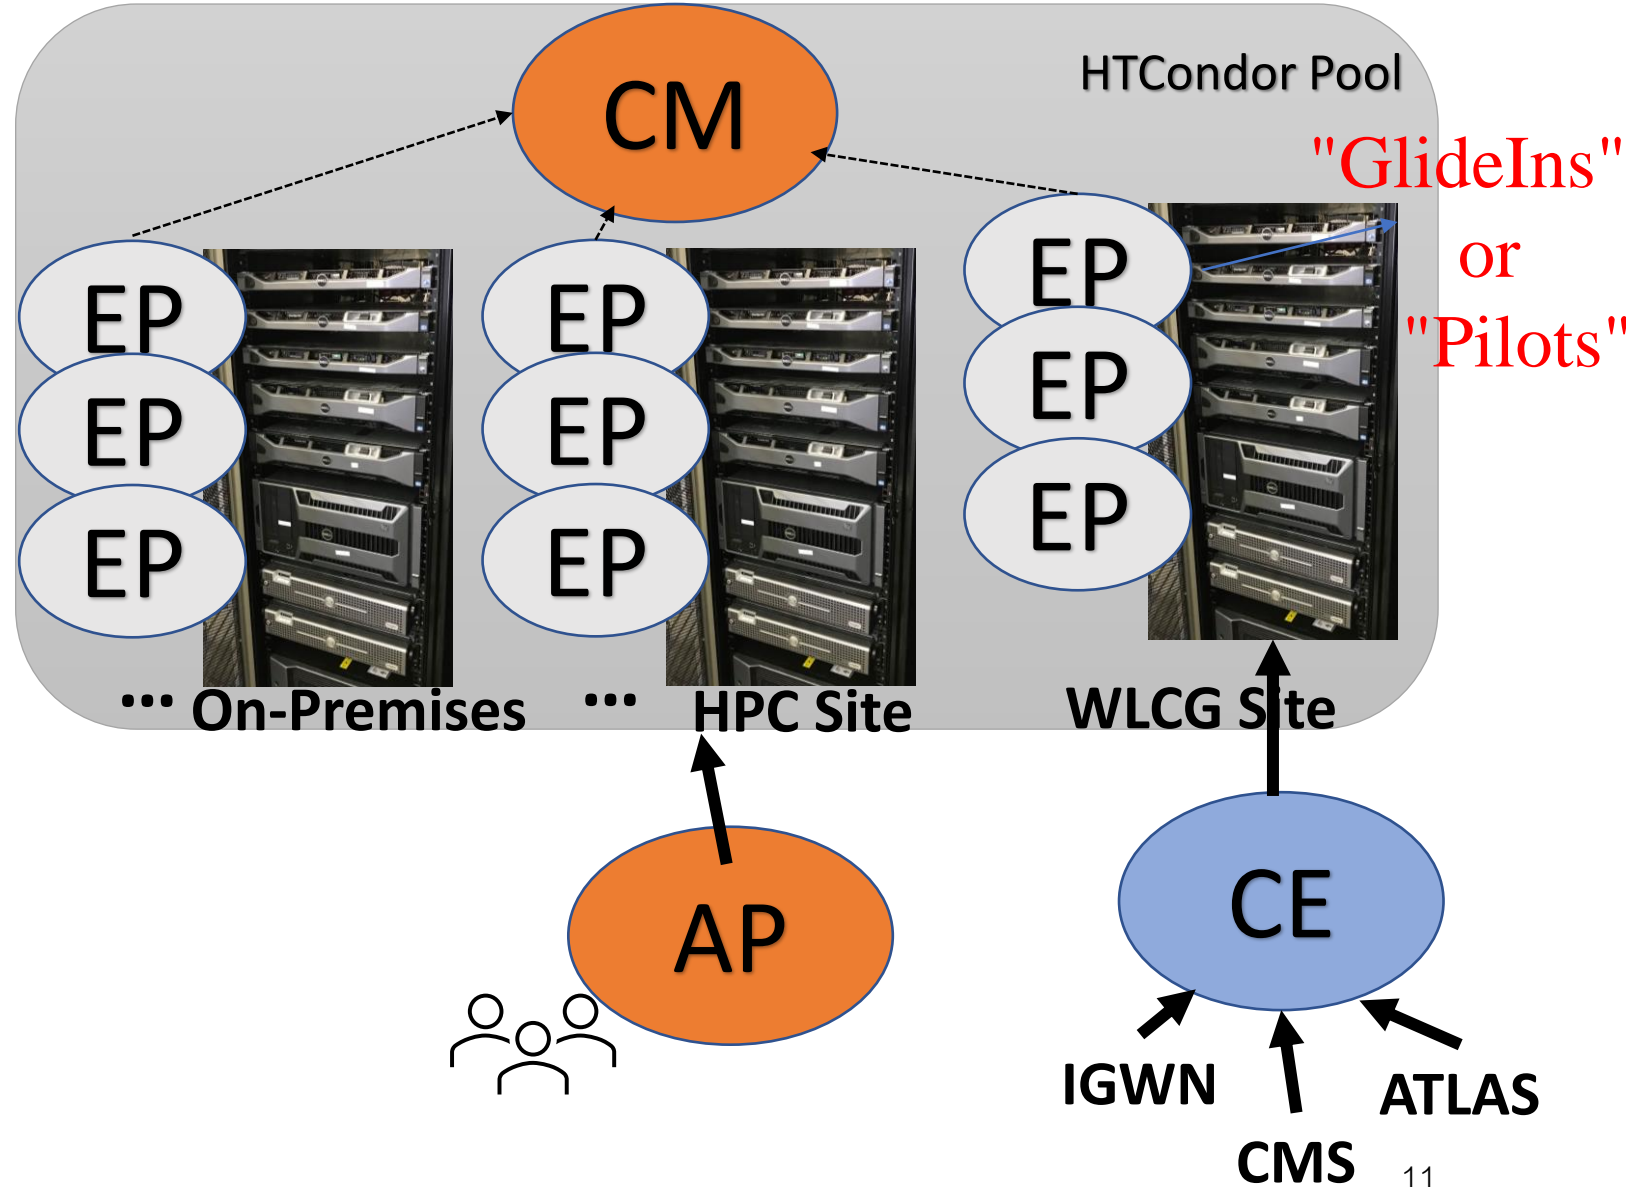 CM
HTCondor Pool
"GlideIns"
or
"Pilots"
EP
EP
EP
EP
EP
EP
EP
EP
EP
... On-Premises
... HPC Site
WLCG Site
AP
CE
IGWN
ATLAS
CMS
11